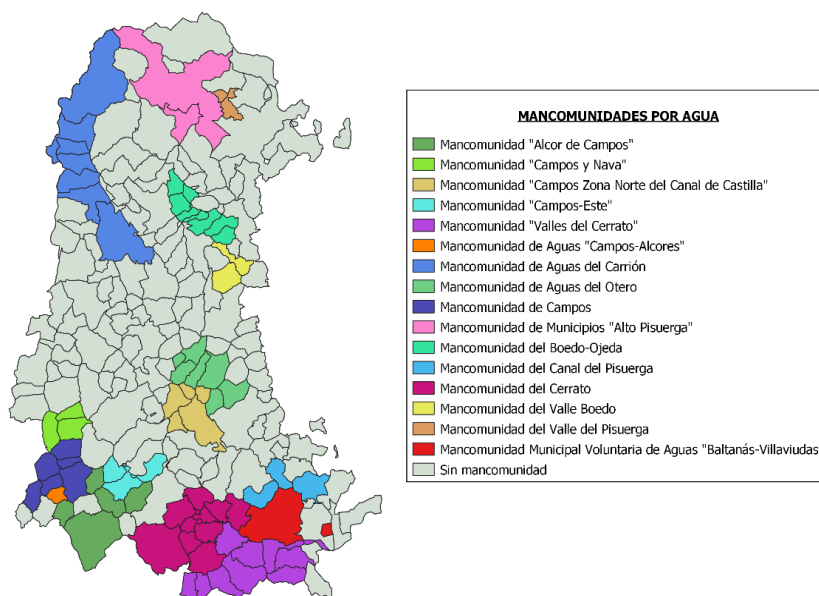 MANCOMUNIDADES POR AGUA
Mancomunidad "Alcor de Campos"
Mancomunidad "Campos y Nava"
Mancomunidad "Campos Zona Norte del Canal de Castilla"
Mancomunidad "Campos-Este"
Mancomunidad "Valles del Cerrato"
Mancomunidad de Aguas "Campos-Alcores"
Mancomunidad de Aguas del Carrión
Mancomunidad de Aguas del Otero
Mancomunidad de Campos
Mancomunidad de Municipios "Alto Pisuerga"
Mancomunidad del Boedo-Ojeda
Mancomunidad del Canal del Pisuerga
Mancomunidad del Cerrato
Mancomunidad del Valle Boedo
Mancomunidad del Valle del Pisuerga
Mancomunidad Municipal Voluntaria de Aguas "Baltanás-Villaviudas
Sin mancomunidad